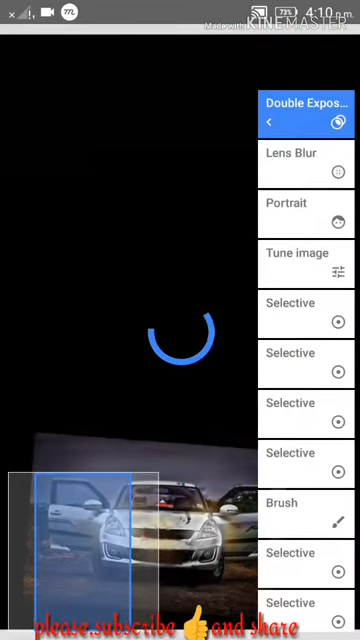 73% 4:10 p.m.
Made with KINEMASTER
Double Expos...
Lens Blur
Portrait
Tune image
Selective
Selective
Selective
Selective
Brush
Selective
Selective
please.subscribe 👍and share